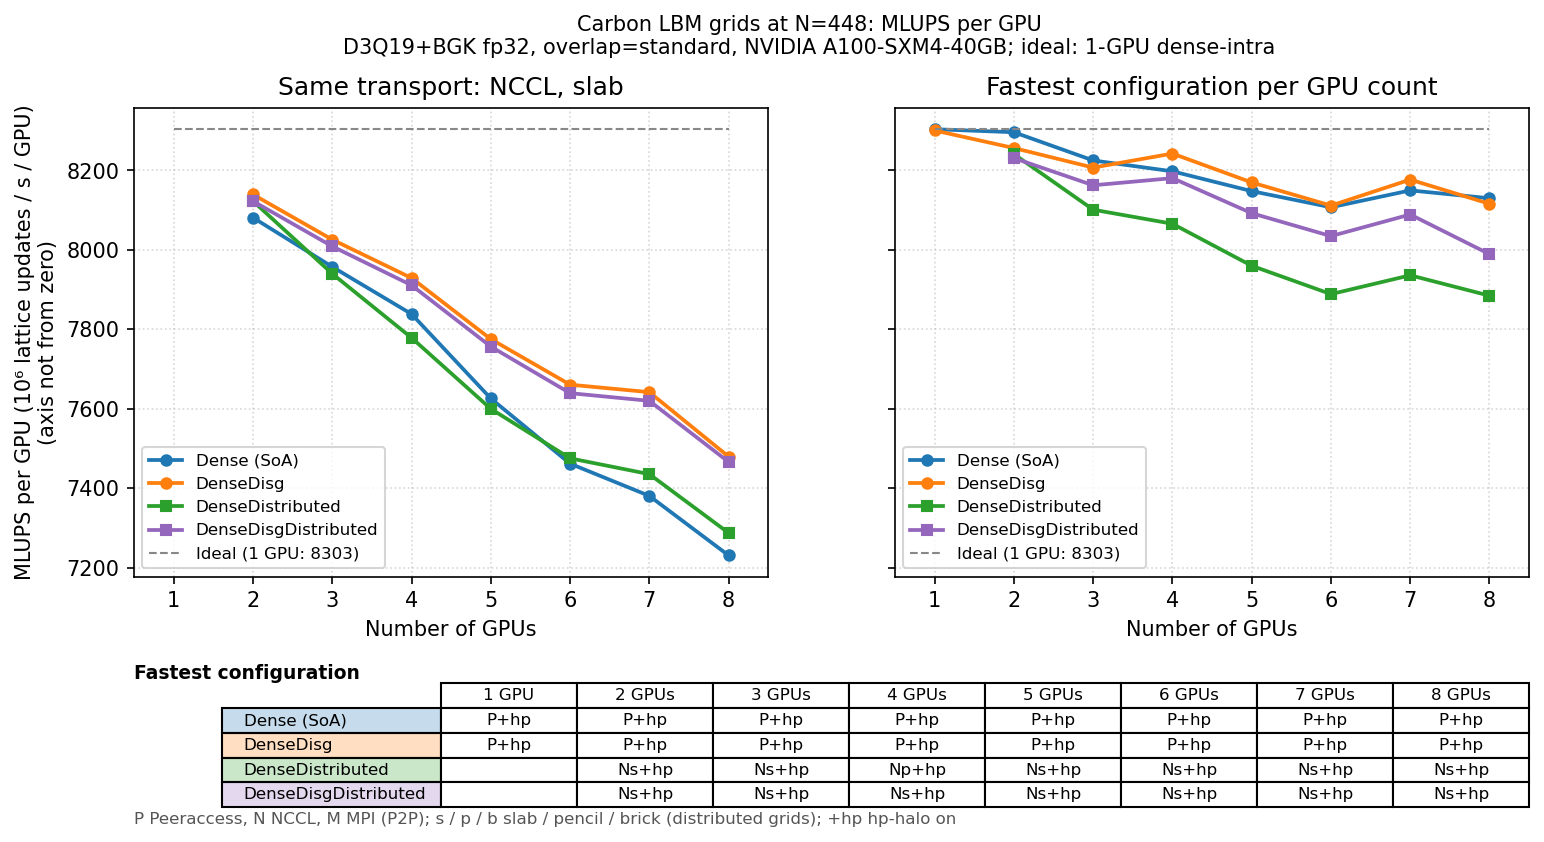 Carbon LBM grids at N=448: MLUPS per GPU
D3Q19+BGK fp32, overlap=standard, NVIDIA A100-SXM4-40GB; ideal: 1-GPU dense-intra
Same transport: NCCL, slab
MLUPS per GPU (10⁶ lattice updates / s / GPU)
(axis not from zero)
8200
8000
7800
7600
7400
7200
Dense (SoA)
DenseDisg
DenseDistributed
DenseDisgDistributed
Ideal (1 GPU: 8303)
1 2 3 4 5 6 7 8
Number of GPUs
Fastest configuration per GPU count
Dense (SoA)
DenseDisg
DenseDistributed
DenseDisgDistributed
Ideal (1 GPU: 8303)
1 2 3 4 5 6 7 8
Number of GPUs
Fastest configuration
1 GPU 2 GPUs 3 GPUs 4 GPUs 5 GPUs 6 GPUs 7 GPUs 8 GPUs
Dense (SoA) P+hp P+hp P+hp P+hp P+hp P+hp P+hp P+hp
DenseDisg P+hp P+hp P+hp P+hp P+hp P+hp P+hp P+hp
DenseDistributed Ns+hp Ns+hp Np+hp Ns+hp Ns+hp Ns+hp Ns+hp
DenseDisgDistributed Ns+hp Ns+hp Ns+hp Ns+hp Ns+hp Ns+hp Ns+hp
P Peeraccess, N NCCL, M MPI (P2P); s / p / b slab / pencil / brick (distributed grids); +hp hp-halo on